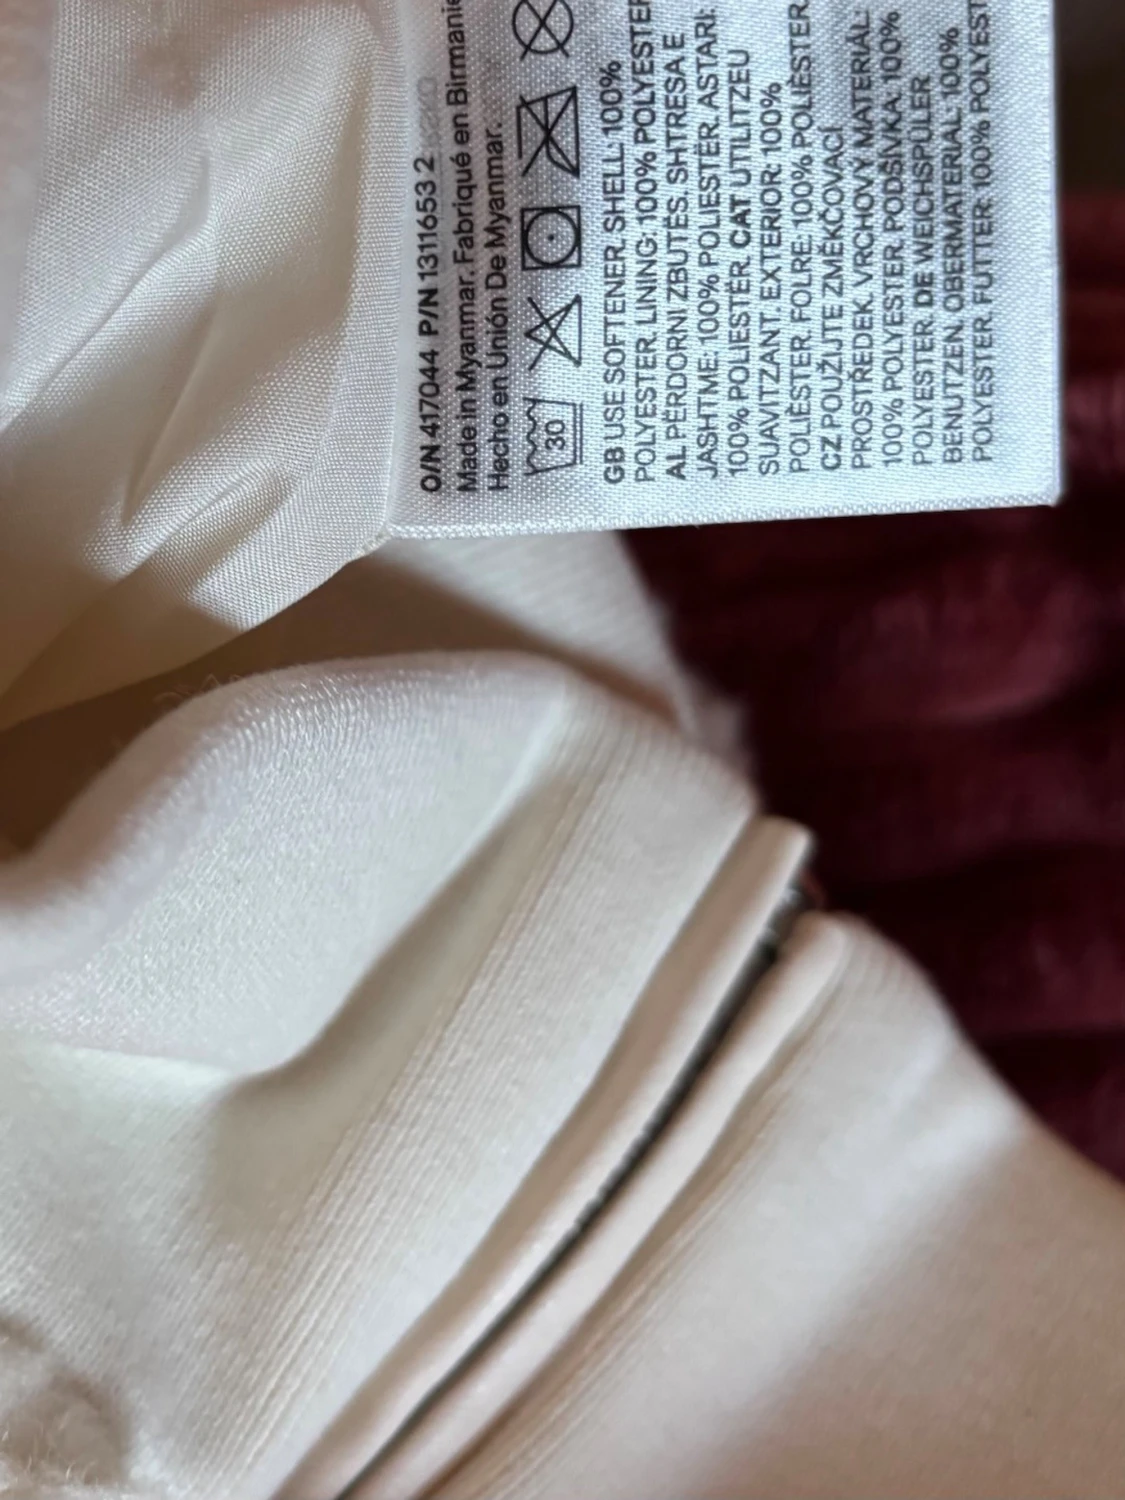 O/N 417044 P/N 1311653 2
Made in Myanmar. Fabriqué en Birmanie
Hecho en Unión De Myanmar.
30
GB USE SOFTENER. SHELL: 100%
POLYESTER. LINING: 100% POLYESTER
AL PËRDORNI ZBUTËS. SHTRESA E
JASHTME: 100% POLIESTËR. ASTARI:
100% POLIESTËR. CAT UTILITZEU
SUAVITZANT. EXTERIOR: 100%
POLIÈSTER. FOLRE: 100% POLIÈSTER.
CZ POUŽIJTE ZMĚKČOVACÍ
PROSTŘEDEK. VRCHOVÝ MATERIÁL:
100% POLYESTER. PODŠÍVKA: 100%
POLYESTER. DE WEICHSPÜLER
BENUTZEN. OBERMATERIAL: 100%
POLYESTER. FUTTER: 100% POLYEST